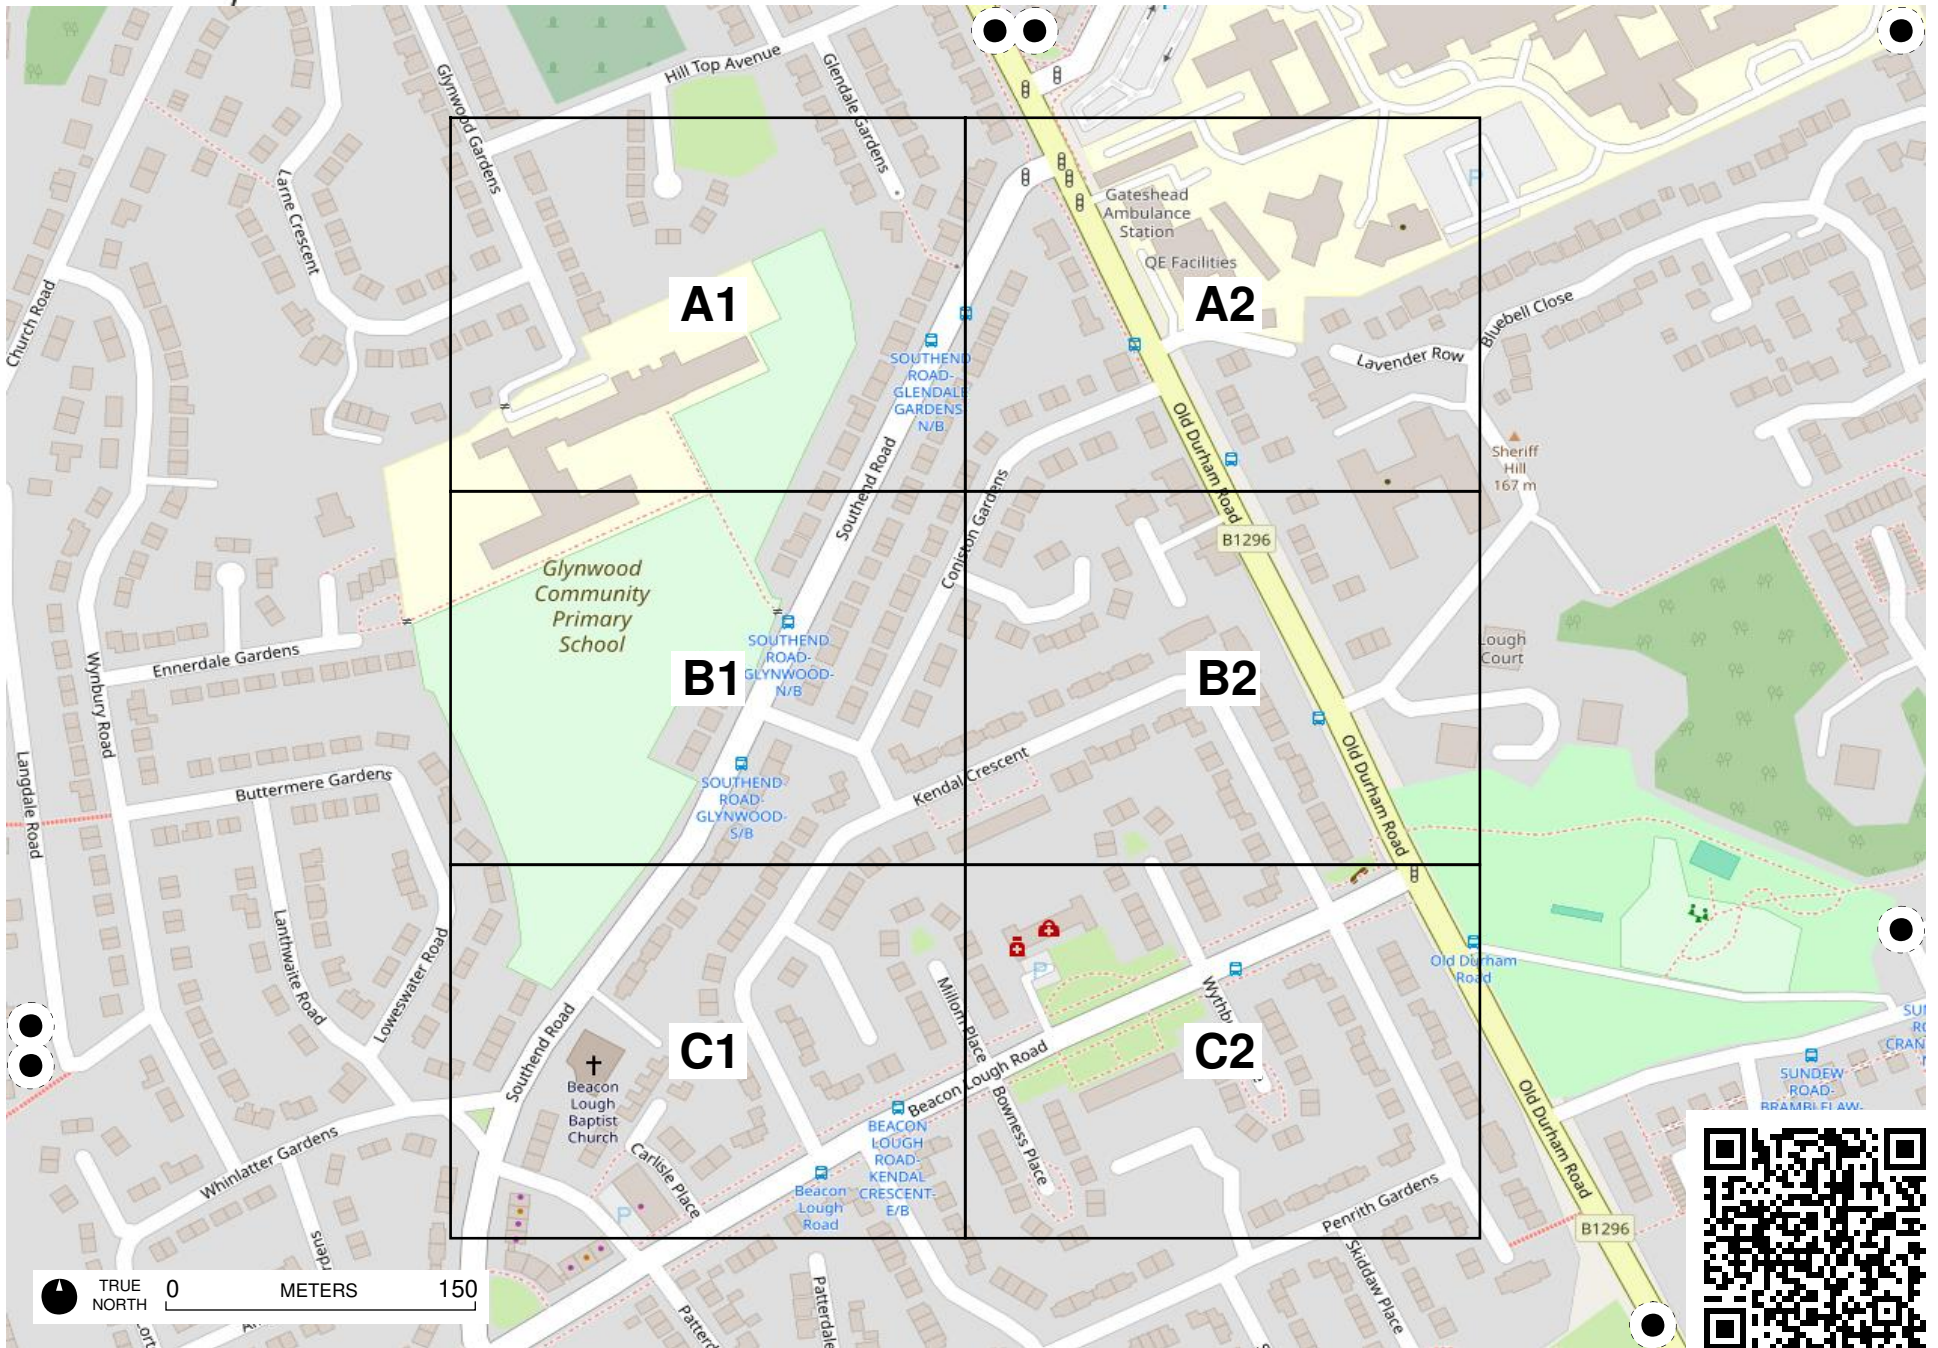 Hill Top Avenue
Glynwood Gardens
Glendale Gardens
Larne Crescent
Church Road
Gateshead
Ambulance
Station
QE Facilities
P
A1
A2
Bluebell Close
Lavender Row
SOUTHEND
ROAD-
GLENDALE
GARDENS
N/B
Old Durham Road
Sheriff
Hill
167 m
Southend Road
Coniston Gardens
B1296
Glynwood
Community
Primary
School
SOUTHEND
ROAD-
GLYNWOOD-
N/B
B1
B2
Lough
Court
Ennerdale Gardens
Wynbury Road
Langdale Road
Buttermere Gardens
SOUTHEND
ROAD-
GLYNWOOD-
S/B
Kendal Crescent
Old Durham Road
Lanthwaite Road
Loweswater Road
Southend Road
Millom Place
P
Old Durham
Road
C1
C2
Beacon Lough Road
Beacon
Lough
Baptist
Church
Bowness Place
Carlisle Place
P
BEACON
LOUGH
ROAD-
KENDAL
CRESCENT-
E/B
Beacon
Lough
Road
Whinlatter Gardens
Penrith Gardens
Skiddaw Place
Old Durham Road
SUNDEW
ROAD-
BRAMBLELAW-
B1296
Patterdale
TRUE
NORTH
0
METERS
150